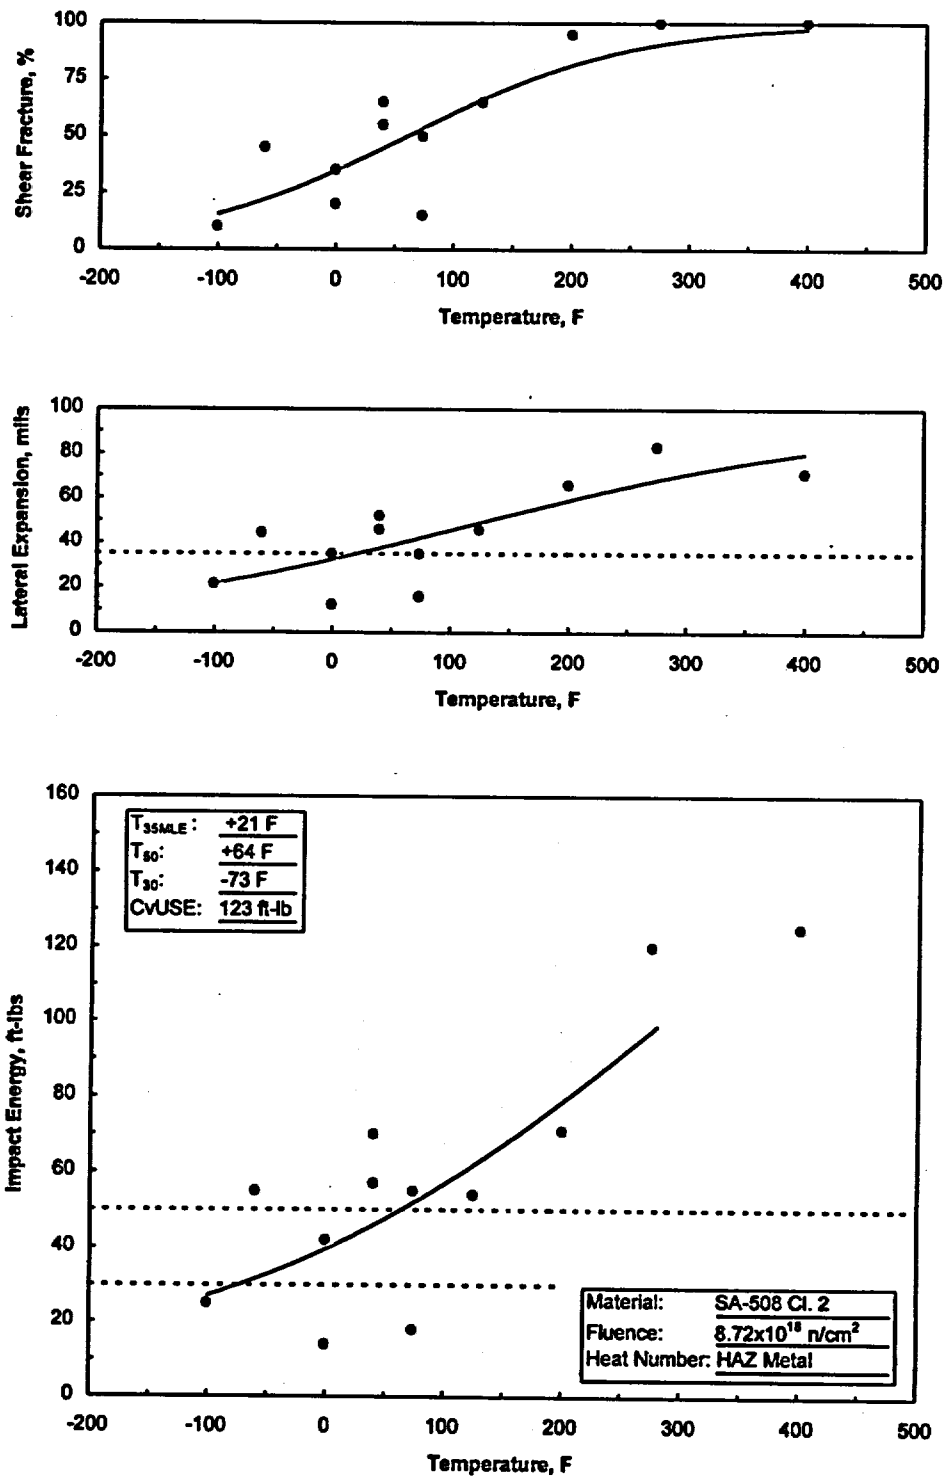 100
75
50
25
0
Shear Fracture, %
-200 -100 0 100 200 300 400 500
Temperature, F
100
80
60
40
20
0
Lateral Expansion, mils
-200 -100 0 100 200 300 400 500
Temperature, F
160
140
120
100
80
60
40
20
0
Impact Energy, ft-lbs
T35MLE : +21 F
T50: +64 F
T30: -73 F
CvUSE: 123 ft-lb
Material: SA-508 Cl. 2
Fluence: 8.72x10^18 n/cm²
Heat Number: HAZ Metal
-200 -100 0 100 200 300 400 500
Temperature, F